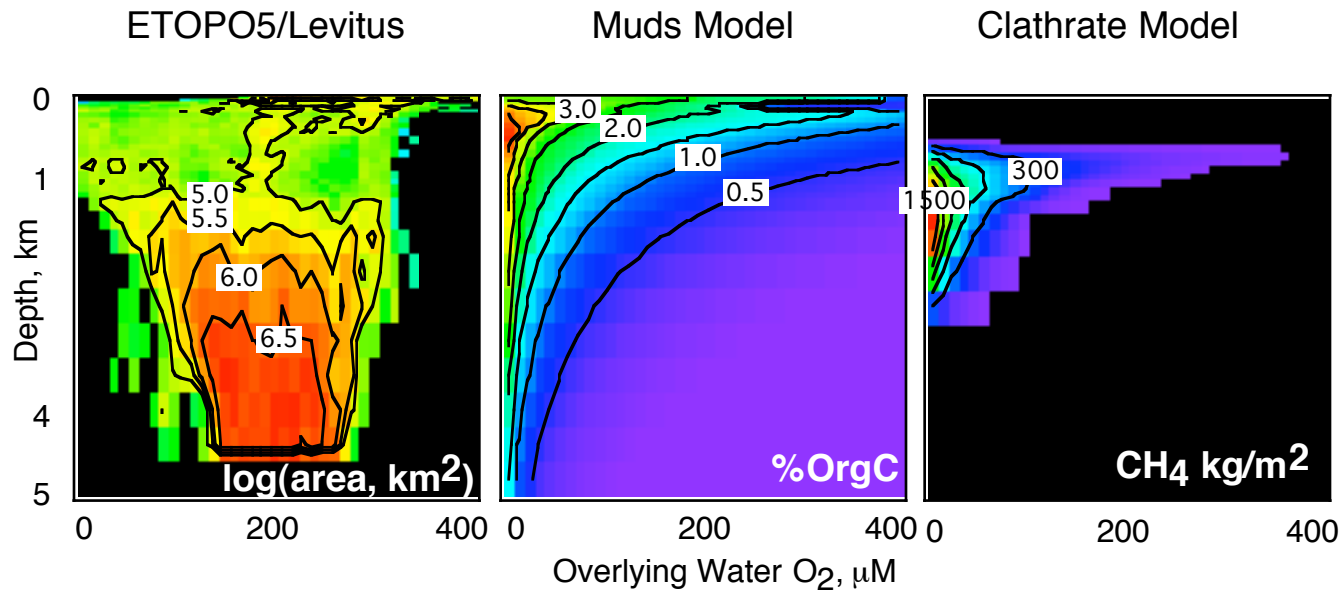 ETOPO5/Levitus Muds Model Clathrate Model
0
1
4
5
Depth, km
5.0
5.5
6.0
6.5
log(area, km2)
0 200 400
3.0
2.0
1.0
0.5
%OrgC
0 200 400
300
1500
CH4 kg/m2
0 200 400
Overlying Water O2, µM